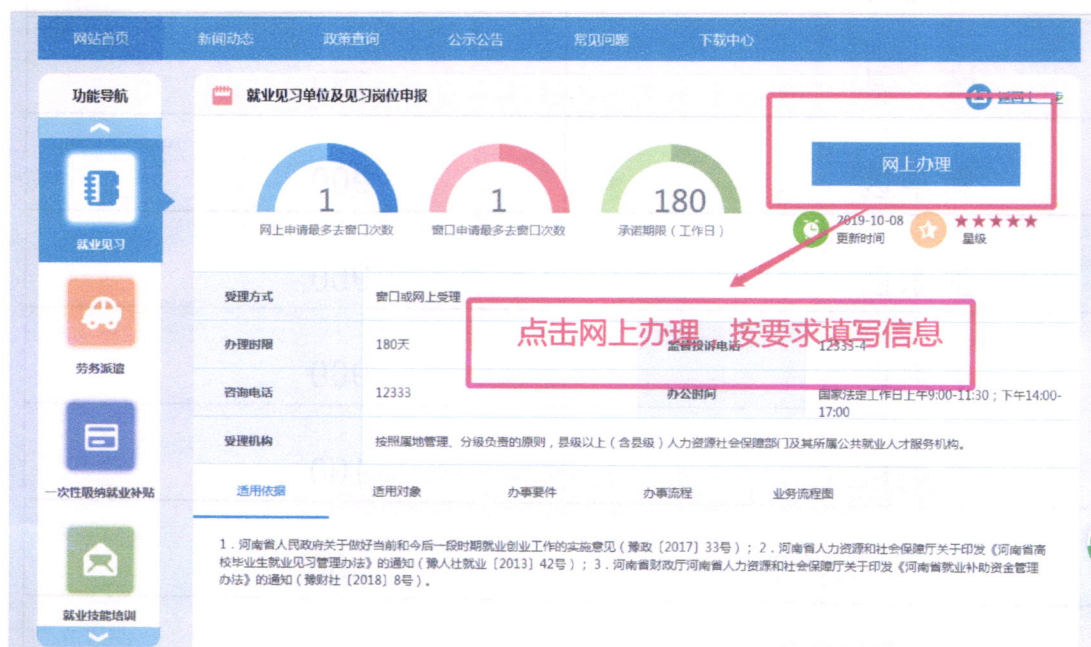 网站首页 新闻动态 政策查询 公示公告 常见问题 下载中心
功能导航
就业见习
劳务派遣
一次性吸纳就业补贴
就业技能培训
就业见习单位及见习岗位申报
返回上一步
1
网上申请最多去窗口次数
1
窗口申请最多去窗口次数
180
承诺期限（工作日）
网上办理
2019-10-08
更新时间
★★★★★
星级
受理方式 窗口或网上受理
点击网上办理，按要求填写信息
办理时限 180天 监督投诉电话 12333-4
咨询电话 12333 办公时间 国家法定工作日上午9:00-11:30；下午14:00-
17:00
受理机构 按照属地管理、分级负责的原则，县级以上（含县级）人力资源社会保障部门及其所属公共就业人才服务机构。
适用依据 适用对象 办事要件 办事流程 业务流程图
1．河南省人民政府关于做好当前和今后一段时期就业创业工作的实施意见（豫政〔2017〕33号）；2．河南省人力资源和社会保障厅关于印发《河南省高
校毕业生就业见习管理办法》的通知（豫人社就业〔2013〕42号）；3．河南省财政厅河南省人力资源和社会保障厅关于印发《河南省就业补助资金管理
办法》的通知（豫财社〔2018〕8号）。